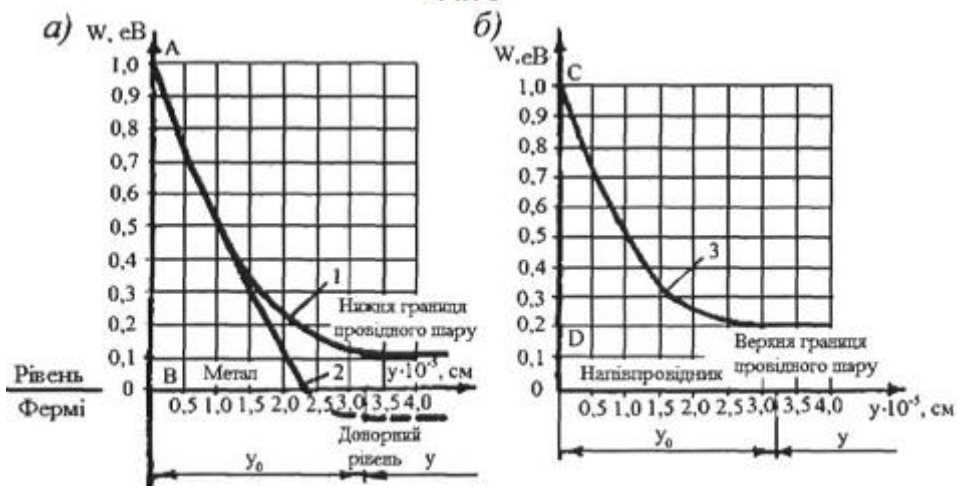 а) W, еВ
A
1,0
0,9
0,8
0,7
0,6
0,5
0,4
0,3
0,2
0,1
0
1
Нижня границя
провідного шару
B Метал 2 y·10⁻⁵, см
Рівень
Фермі
0,5 1,0 1,5 2,0 2,5 3,0 3,5 4,0
Донорний
рівень
y₀ y
б)
W, еВ
C
1,0
0,9
0,8
0,7
0,6
0,5
0,4
0,3
0,2
0,1
0
3
D
Верхня границя
провідного шару
Напівпровідник
0,5 1,0 1,5 2,0 2,5 3,0 3,5 4,0 y·10⁻⁵, см
y₀ y